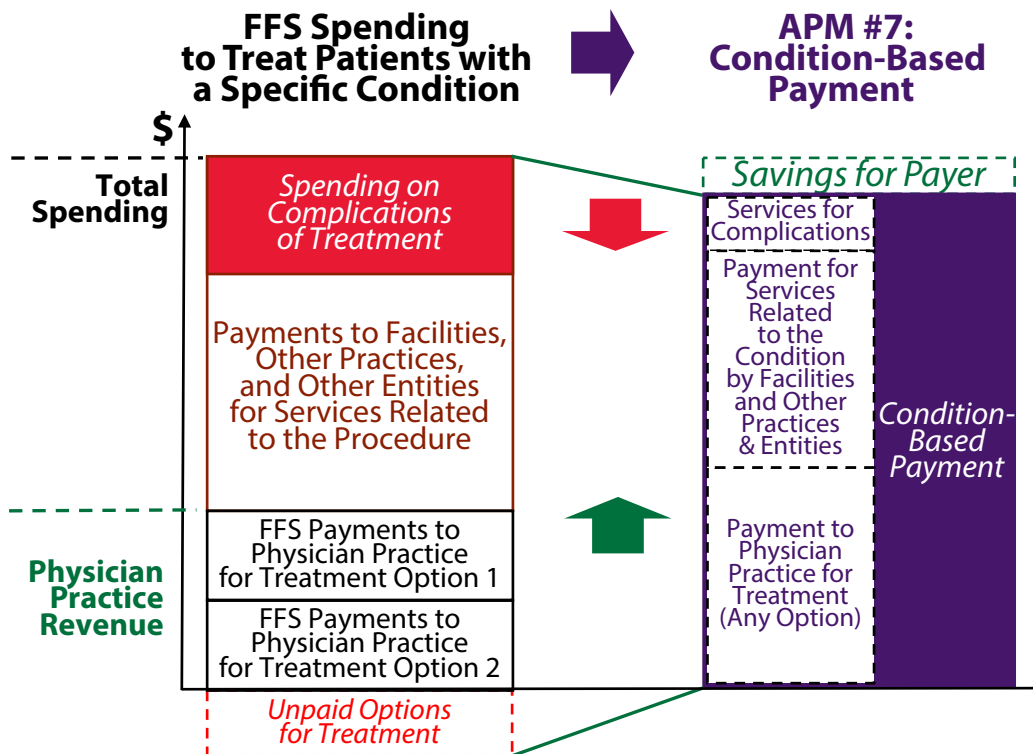 FFS Spending
to Treat Patients with
a Specific Condition
APM #7:
Condition-Based
Payment
$
Total
Spending
Physician
Practice
Revenue
Spending on
Complications
of Treatment
Payments to Facilities,
Other Practices,
and Other Entities
for Services Related
to the Procedure
FFS Payments to
Physician Practice
for Treatment Option 1
FFS Payments to
Physician Practice
for Treatment Option 2
Unpaid Options
for Treatment
Savings for Payer
Services for
Complications
Payment for
Services
Related
to the
Condition
by Facilities
and Other
Practices
& Entities
Payment to
Physician
Practice for
Treatment
(Any Option)
Condition-
Based
Payment